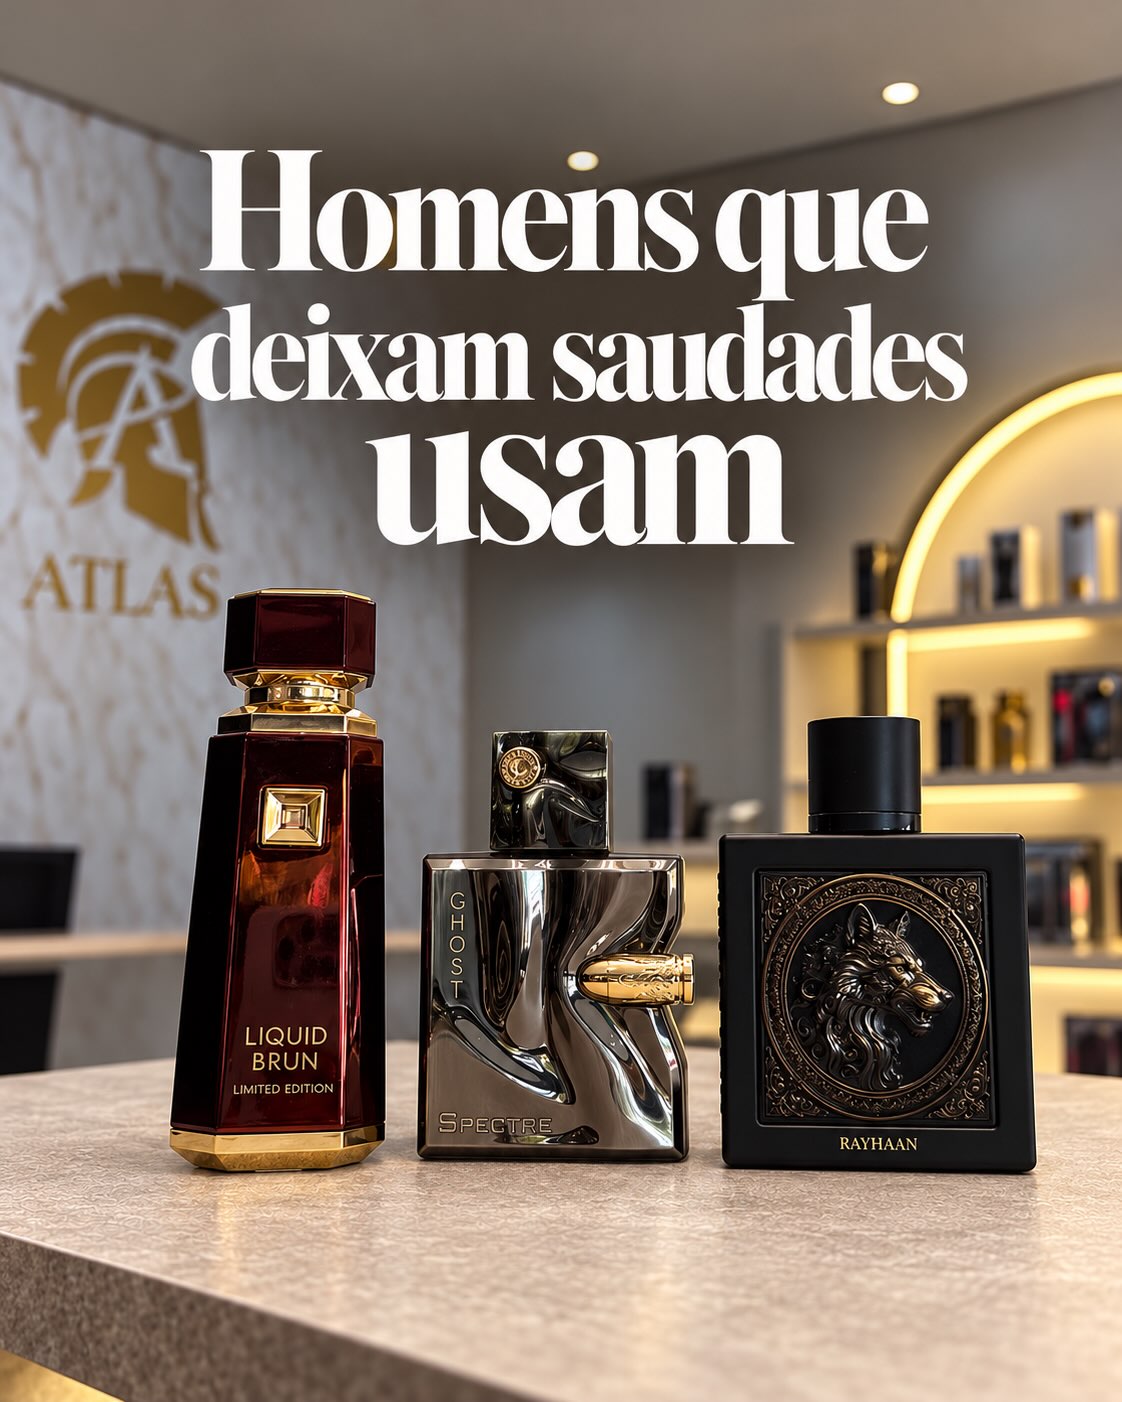 Homens que
deixam saudades
usam
ATLAS
LIQUID
BRUN
LIMITED EDITION
GHOST
SPECTRE
RAYHAAN